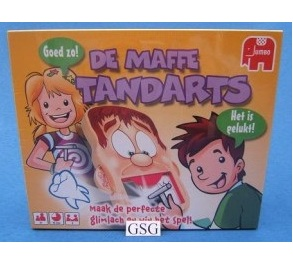 Goed zo!
DE MAFFE
TANDARTS
Jumbo
Het is
gelukt!
Maak de perfecte
glimlach en win het spel!
GSG